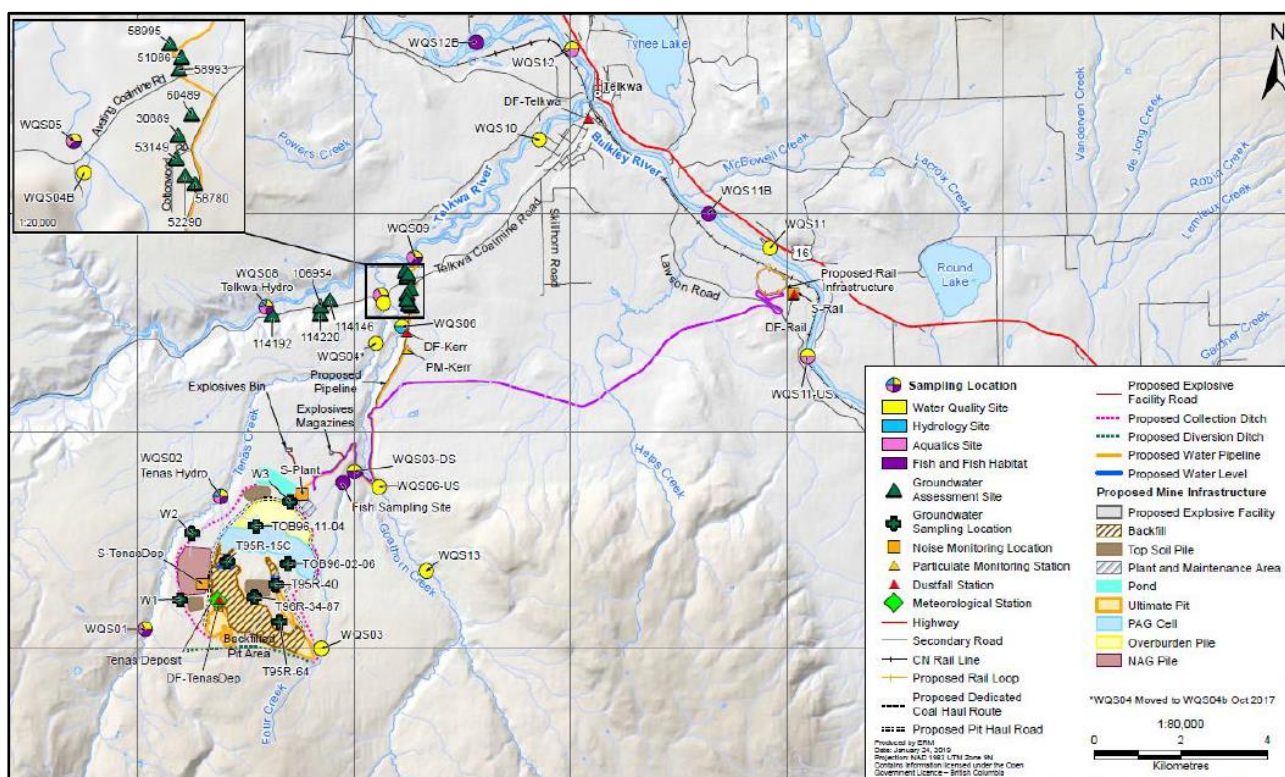 58995
51086
58993
60489
30389
53149
58780
52290
WQS05
WQS04B
Avelling Coalmine Rd
1:20,000
WQS12B
WQS12
Tyhee Lake
Telkwa
DF-Telkwa
WQS10
Powers Creek
Bulkley River
McDowell Creek
Lacroix Creek
Vanderven Creek
de Jong Creek
Robin Creek
Lemieux Creek
N
WQS11B
Telkwa River
WQS09
Telkwa Coalmine Road
Skillhorn Road
WQS11
16
Lawson Road
Proposed Rail
Infrastructure
Round
Lake
S-Rail
DF-Rail
Gardner Creek
WQS08
Telkwa Hydro
106954
114146
114220
114192
WQS06
WQS04*
DF-Kerr
PM-Kerr
Proposed
Pipeline
WQS11-US
Explosives Bin
Explosives
Magazines
Tenas Creek
Helps Creek
WQS02
Tenas Hydro
W3
S-Plant
WQS03-DS
WQS06-US
Fish Sampling Site
W2
TOB96-11-04
T95R-15C
TOB96-02-06
S-TenasDep
T95R-40
Goathorn Creek
WQS13
W1
T96R-34-87
WQS01
Backfilled
Pit Area
WQS03
Tenas Deposit
DF-TenasDep
T95R-64
Four Creek
Sampling Location
Water Quality Site
Hydrology Site
Aquatics Site
Fish and Fish Habitat
Groundwater
Assessment Site
Groundwater
Sampling Location
Noise Monitoring Location
Particulate Monitoring Station
Dustfall Station
Meteorological Station
Highway
Secondary Road
CN Rail Line
Proposed Rail Loop
Proposed Dedicated
Coal Haul Route
Proposed Pit Haul Road
Proposed Explosive
Facility Road
Proposed Collection Ditch
Proposed Diversion Ditch
Proposed Water Pipeline
Proposed Water Level
Proposed Mine Infrastructure
Proposed Explosive Facility
Backfill
Top Soil Pile
Plant and Maintenance Area
Pond
Ultimate Pit
PAG Cell
Overburden Pile
NAG Pile
*WQS04 Moved to WQS04b Oct 2017
1:80,000
0 2 4
Kilometres
Produced by ERM
Date: January 24, 2019
Projection: NAD 1983 UTM Zone 9N
Contains information licensed under the Open
Government Licence – British Columbia